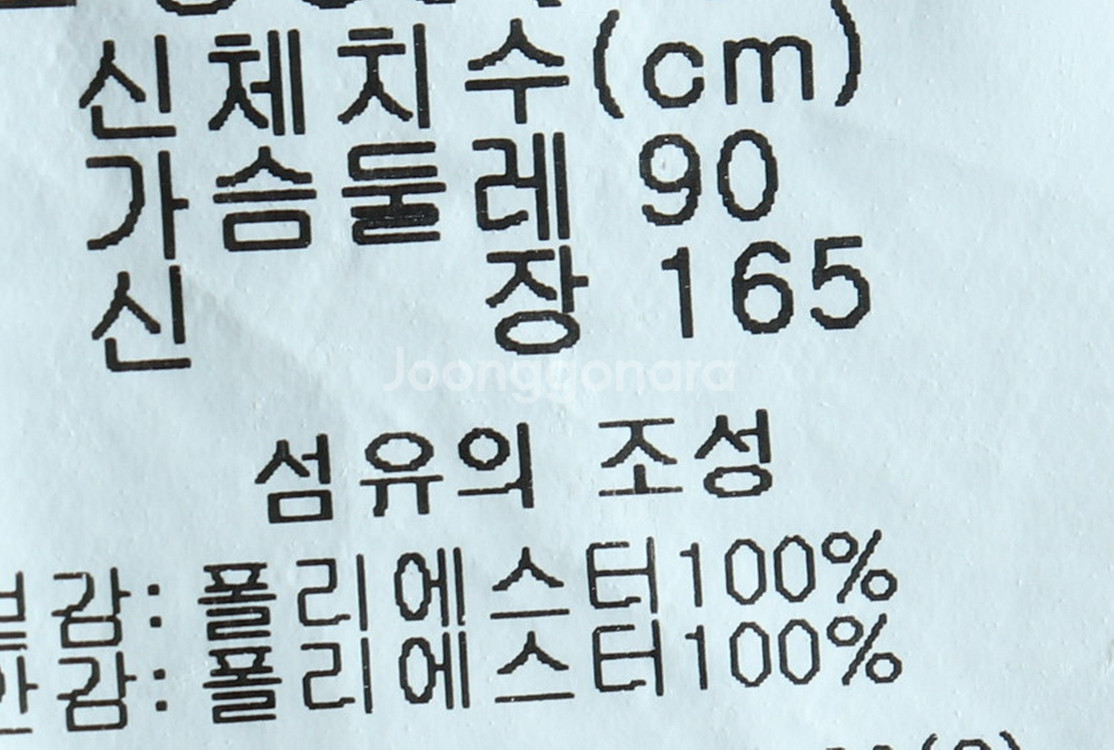 신체치수(cm)
가슴둘레 90
신 장 165
Joonggonara
섬유의 조성
감: 폴리에스터100%
감: 폴리에스터100%